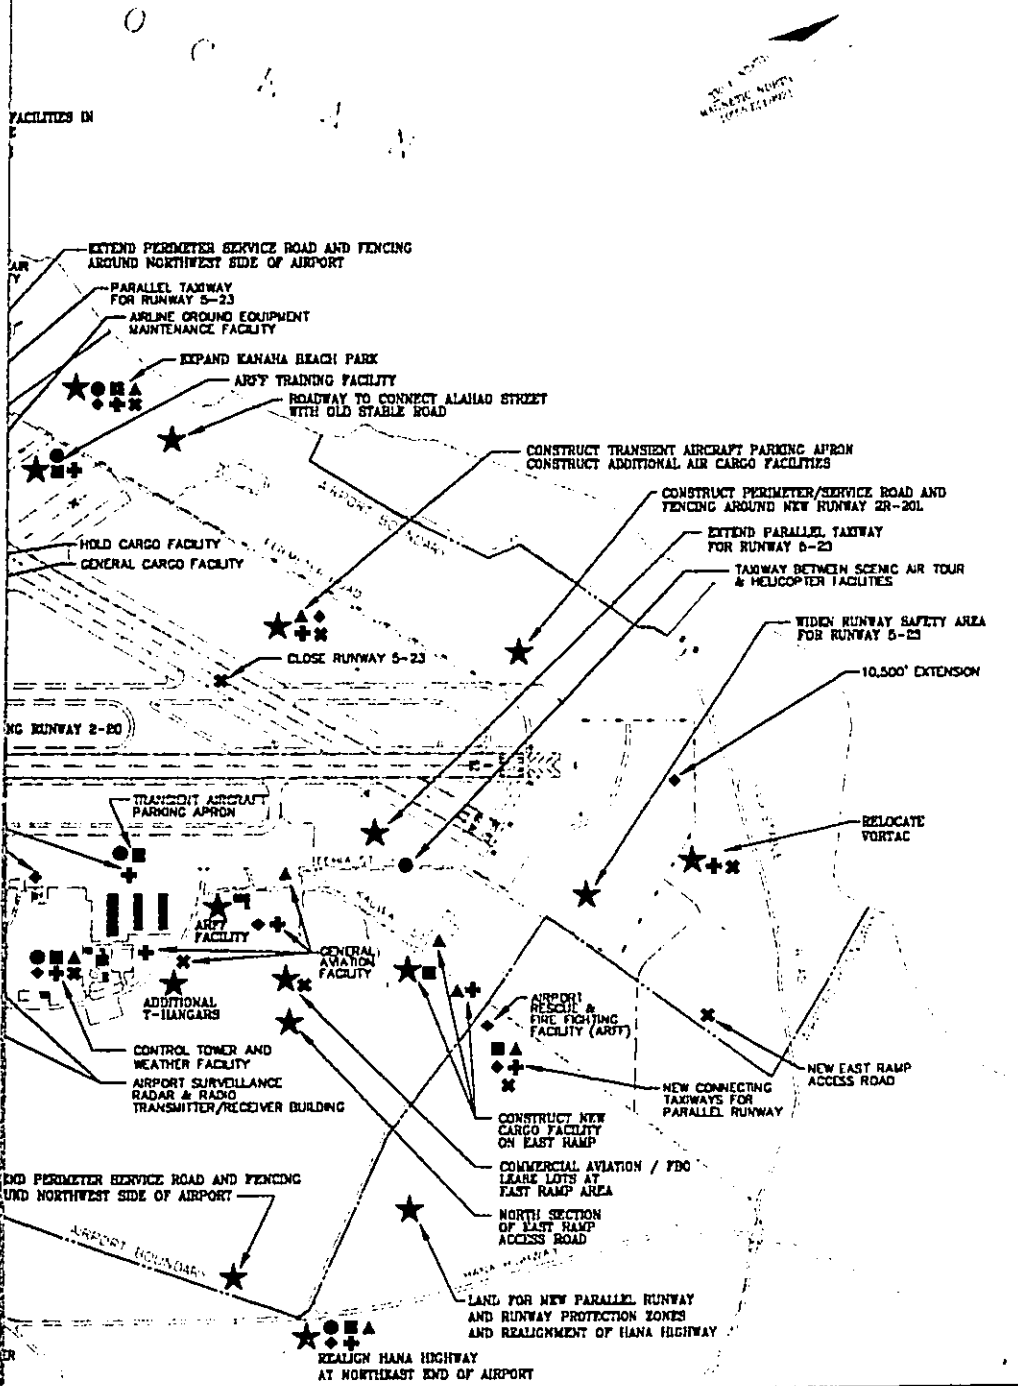 O C A A N
MAGNETIC NORTH
FACILITIES IN
EXTEND PERIMETER SERVICE ROAD AND FENCING
AROUND NORTHWEST SIDE OF AIRPORT
AIR
PARALLEL TAXIWAY
FOR RUNWAY 5-23
AIRLINE GROUND EQUIPMENT
MAINTENANCE FACILITY
EXPAND KANAHA BEACH PARK
ARFF TRAINING FACILITY
ROADWAY TO CONNECT ALAHAO STREET
WITH OLD STABLE ROAD
CONSTRUCT TRANSIENT AIRCRAFT PARKING APRON
CONSTRUCT ADDITIONAL AIR CARGO FACILITIES
AIRPORT BOUNDARY
CONSTRUCT PERIMETER/SERVICE ROAD AND
FENCING AROUND NEW RUNWAY 2R-20L
EXTEND PARALLEL TAXIWAY
FOR RUNWAY 5-23
HOLD CARGO FACILITY
GENERAL CARGO FACILITY
TAXIWAY BETWEEN SCENIC AIR TOUR
& HELICOPTER FACILITIES
WIDEN RUNWAY SAFETY AREA
FOR RUNWAY 5-23
CLOSE RUNWAY 5-23
10,500' EXTENSION
NG RUNWAY 2-20
TRANSIENT AIRCRAFT
PARKING APRON
RELOCATE
VORTAC
ARFF
FACILITY
GENERAL
AVIATION
FACILITY
ADDITIONAL
T-HANGARS
AIRPORT
RESCUE &
FIRE FIGHTING
FACILITY (ARFF)
CONTROL TOWER AND
WEATHER FACILITY
NEW EAST RAMP
ACCESS ROAD
AIRPORT SURVEILLANCE
RADAR & RADIO
TRANSMITTER/RECEIVER BUILDING
NEW CONNECTING
TAXIWAYS FOR
PARALLEL RUNWAY
CONSTRUCT NEW
CARGO FACILITY
ON EAST RAMP
COMMERCIAL AVIATION / FBO
LEASE LOTS AT
EAST RAMP AREA
END PERIMETER SERVICE ROAD AND FENCING
UND NORTHWEST SIDE OF AIRPORT
NORTH SECTION
OF EAST RAMP
ACCESS ROAD
AIRPORT BOUNDARY
HANA HIGHWAY
LAND FOR NEW PARALLEL RUNWAY
AND RUNWAY PROTECTION ZONES
AND REALIGNMENT OF HANA HIGHWAY
REALIGN HANA HIGHWAY
AT NORTHEAST END OF AIRPORT
ER